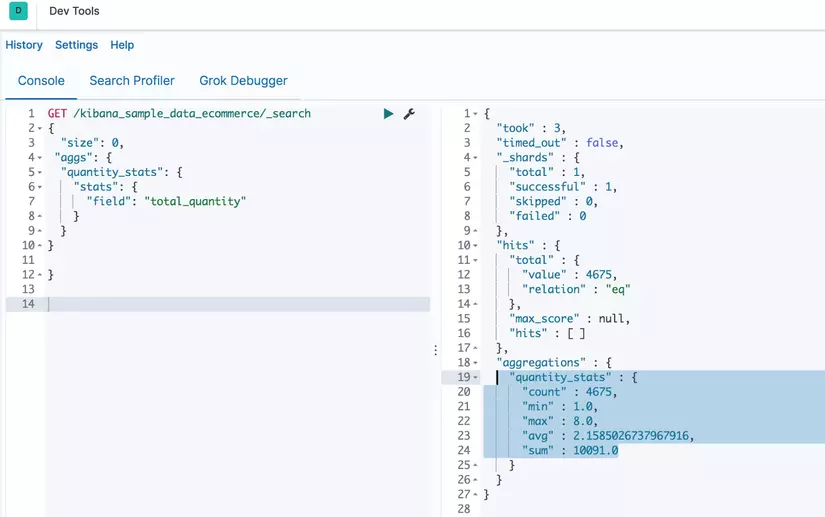 D Dev Tools
History Settings Help
Console Search Profiler Grok Debugger
1 GET /kibana_sample_data_ecommerce/_search
2 {
3 "size": 0,
4 "aggs": {
5 "quantity_stats": {
6 "stats": {
7 "field": "total_quantity"
8 }
9 }
10 }
11
12 }
13
14
1 {
2 "took" : 3,
3 "timed_out" : false,
4 "_shards" : {
5 "total" : 1,
6 "successful" : 1,
7 "skipped" : 0,
8 "failed" : 0
9 },
10 "hits" : {
11 "total" : {
12 "value" : 4675,
13 "relation" : "eq"
14 },
15 "max_score" : null,
16 "hits" : [ ]
17 },
18 "aggregations" : {
19 "quantity_stats" : {
20 "count" : 4675,
21 "min" : 1.0,
22 "max" : 8.0,
23 "avg" : 2.1585026737967916,
24 "sum" : 10091.0
25 }
26 }
27 }
28